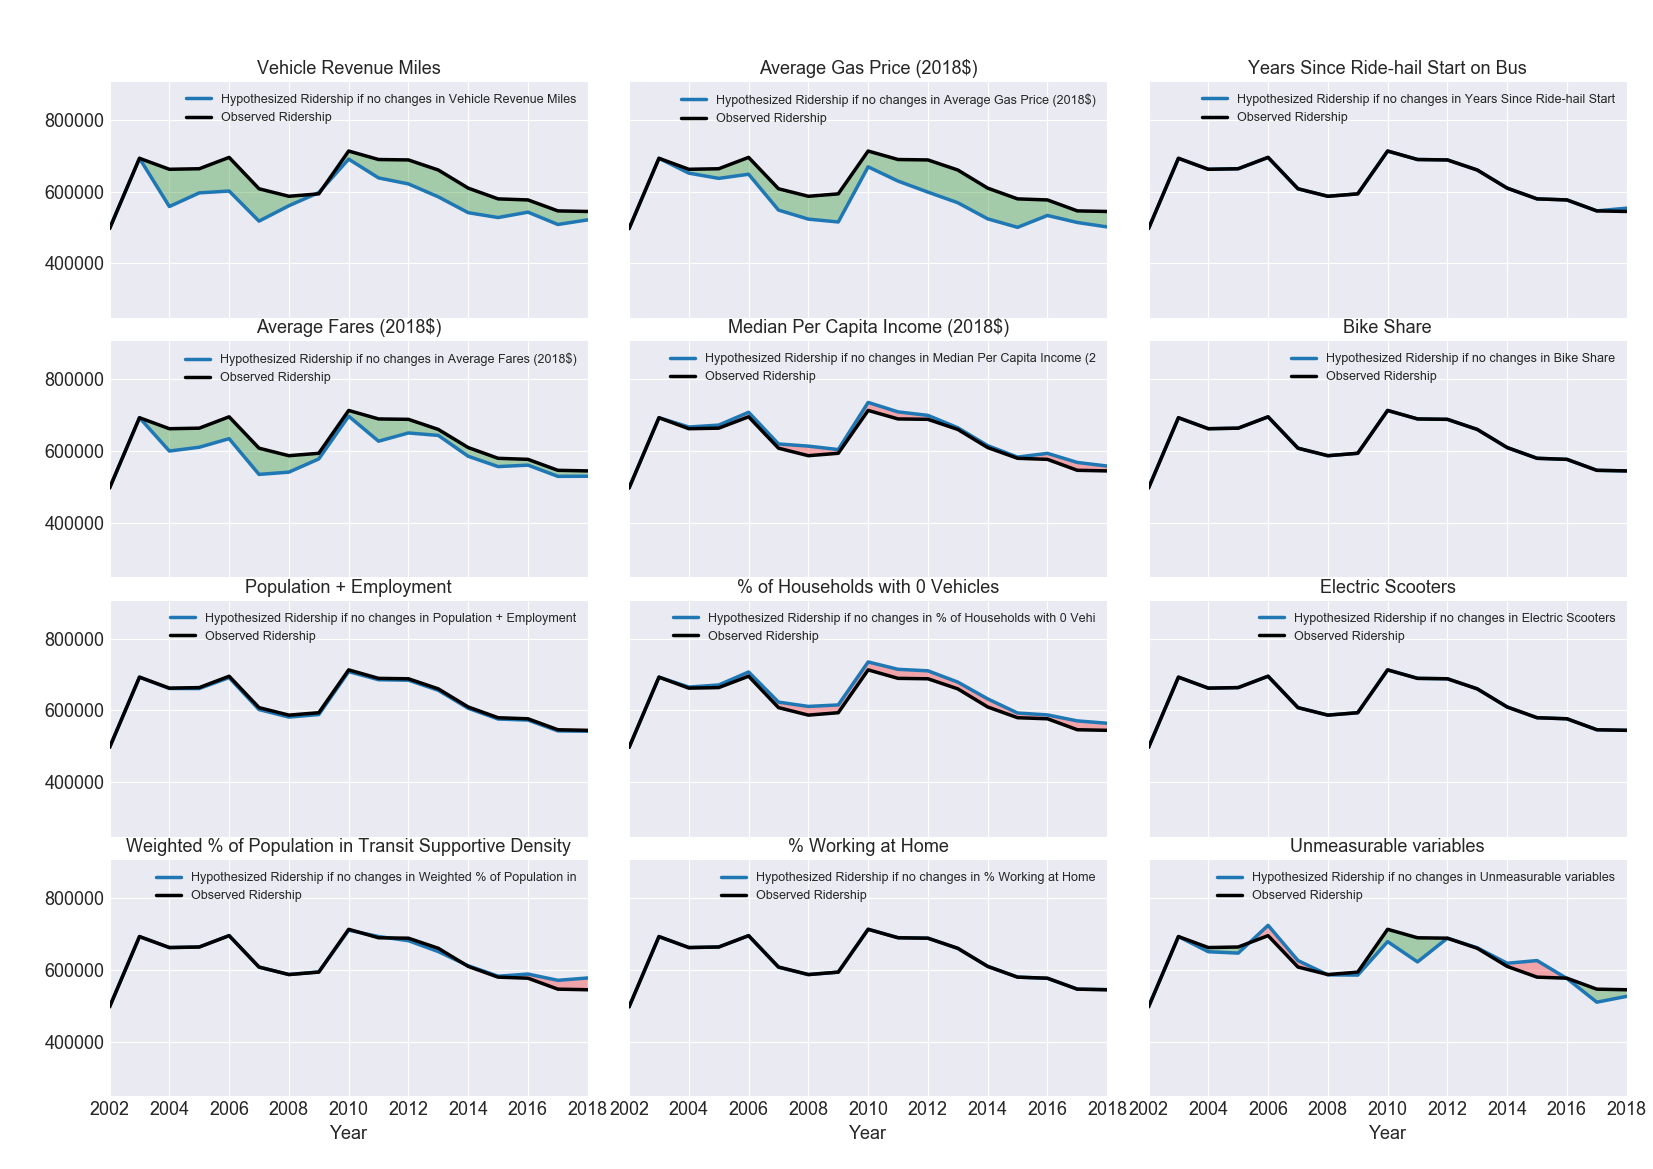 Vehicle Revenue Miles
Hypothesized Ridership if no changes in Vehicle Revenue Miles
Observed Ridership
800000
600000
400000
Average Gas Price (2018$)
Hypothesized Ridership if no changes in Average Gas Price (2018$)
Observed Ridership
Years Since Ride-hail Start on Bus
Hypothesized Ridership if no changes in Years Since Ride-hail Start
Observed Ridership
Average Fares (2018$)
Hypothesized Ridership if no changes in Average Fares (2018$)
Observed Ridership
800000
600000
400000
Median Per Capita Income (2018$)
Hypothesized Ridership if no changes in Median Per Capita Income (2
Observed Ridership
Bike Share
Hypothesized Ridership if no changes in Bike Share
Observed Ridership
Population + Employment
Hypothesized Ridership if no changes in Population + Employment
Observed Ridership
800000
600000
400000
% of Households with 0 Vehicles
Hypothesized Ridership if no changes in % of Households with 0 Vehi
Observed Ridership
Electric Scooters
Hypothesized Ridership if no changes in Electric Scooters
Observed Ridership
Weighted % of Population in Transit Supportive Density
Hypothesized Ridership if no changes in Weighted % of Population in
Observed Ridership
800000
600000
400000
2002 2004 2006 2008 2010 2012 2014 2016 2018
Year
% Working at Home
Hypothesized Ridership if no changes in % Working at Home
Observed Ridership
2002 2004 2006 2008 2010 2012 2014 2016 2018
Year
Unmeasurable variables
Hypothesized Ridership if no changes in Unmeasurable variables
Observed Ridership
2002 2004 2006 2008 2010 2012 2014 2016 2018
Year